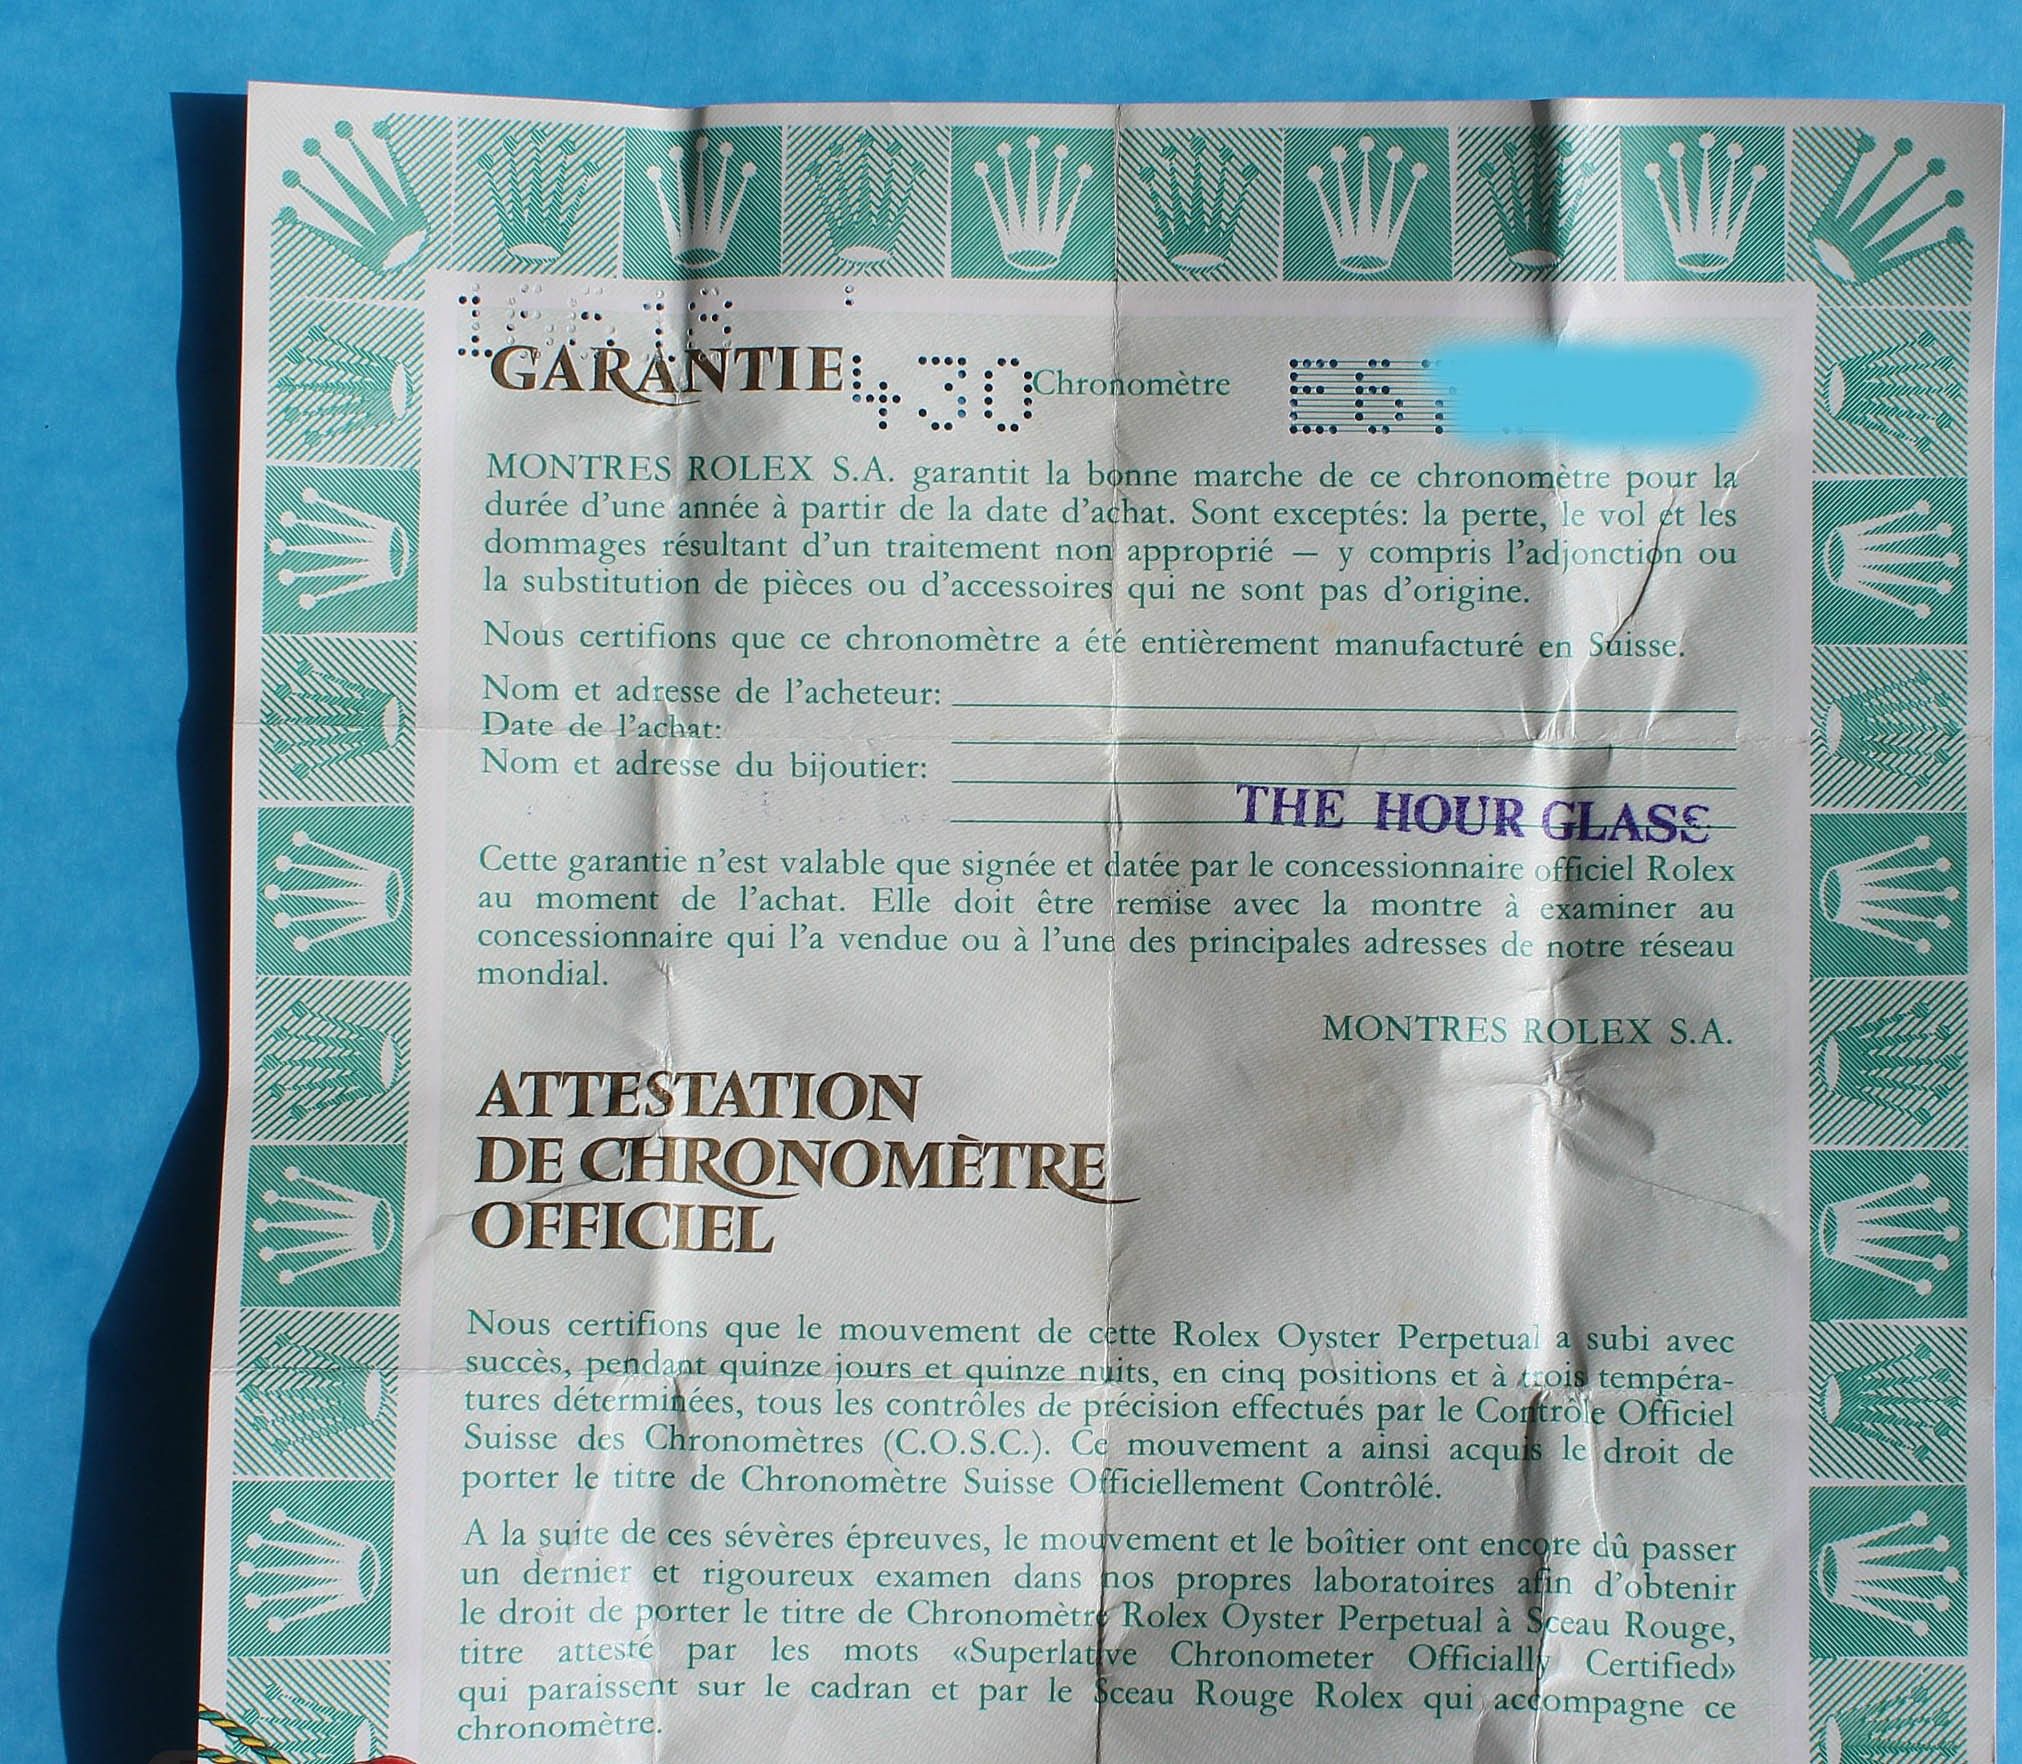 GARANTIE 430 Chronomètre
MONTRES ROLEX S.A. garantit la bonne marche de ce chronomètre pour la
durée d’une année à partir de la date d’achat. Sont exceptés: la perte, le vol et les
dommages résultant d’un traitement non approprié — y compris l’adjonction ou
la substitution de pièces ou d’accessoires qui ne sont pas d’origine.
Nous certifions que ce chronomètre a été entièrement manufacturé en Suisse.
Nom et adresse de l’acheteur:
Date de l’achat:
Nom et adresse du bijoutier:
THE HOUR GLASS
Cette garantie n’est valable que signée et datée par le concessionnaire officiel Rolex
au moment de l’achat. Elle doit être remise avec la montre à examiner au
concessionnaire qui l’a vendue ou à l’une des principales adresses de notre réseau
mondial.
MONTRES ROLEX S.A.
ATTESTATION
DE CHRONOMÈTRE
OFFICIEL
Nous certifions que le mouvement de cette Rolex Oyster Perpetual a subi avec
succès, pendant quinze jours et quinze nuits, en cinq positions et à trois tempéra-
tures déterminées, tous les contrôles de précision effectués par le Contrôle Officiel
Suisse des Chronomètres (C.O.S.C.). Ce mouvement a ainsi acquis le droit de
porter le titre de Chronomètre Suisse Officiellement Contrôlé.
A la suite de ces sévères épreuves, le mouvement et le boîtier ont encore dû passer
un dernier et rigoureux examen dans nos propres laboratoires afin d’obtenir
le droit de porter le titre de Chronomètre Rolex Oyster Perpetual à Sceau Rouge,
titre attesté par les mots «Superlative Chronometer Officially Certified»
qui paraissent sur le cadran et par le Sceau Rouge Rolex qui accompagne ce
chronomètre.